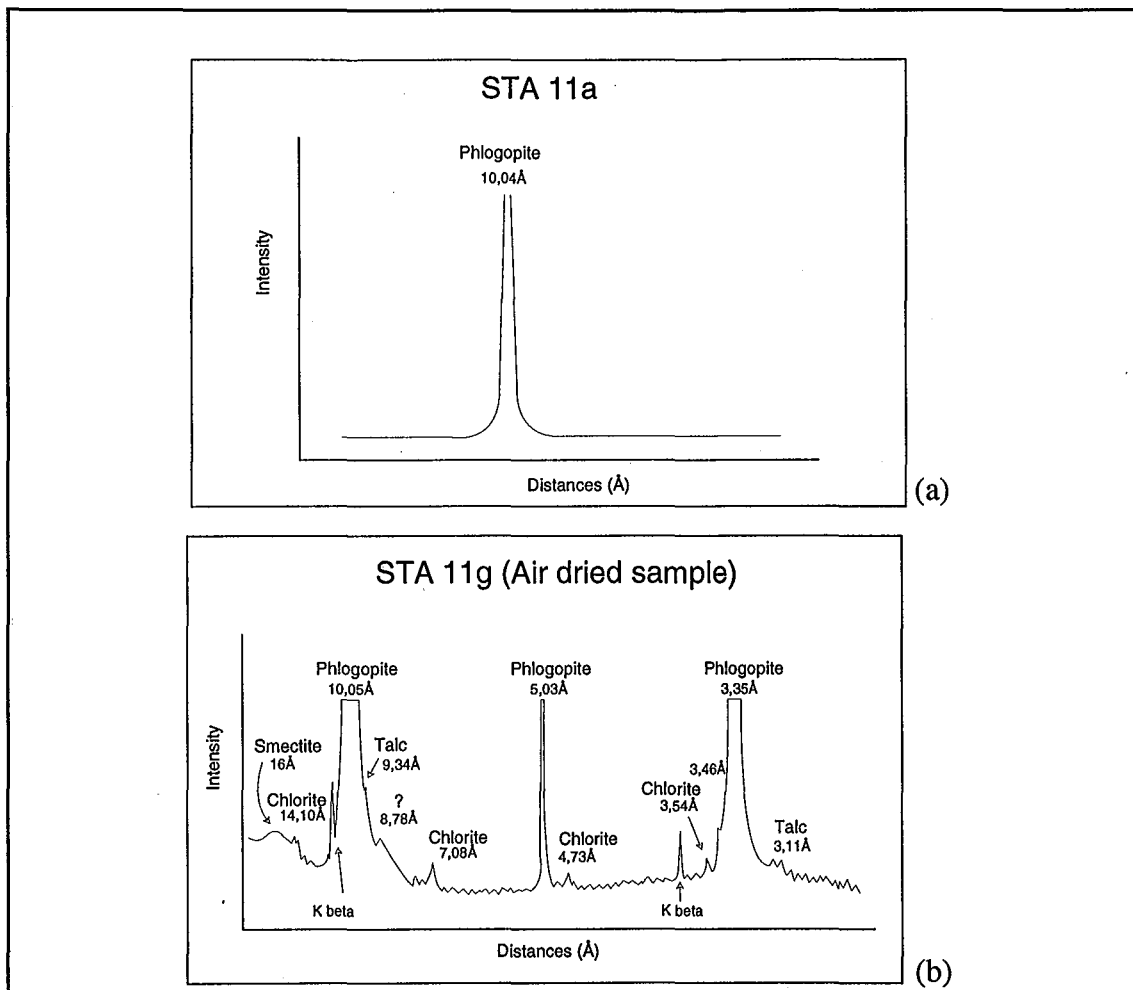 STA 11a
Phlogopite
10,04Å
Intensity
Distances (Å)
(a)
STA 11g (Air dried sample)
Phlogopite
10,05Å
Phlogopite
5,03Å
Phlogopite
3,35Å
Smectite
16Å
Talc
9,34Å
Chlorite
14,10Å
?
8,78Å
Chlorite
7,08Å
Chlorite
4,73Å
Chlorite
3,54Å
3,46Å
Talc
3,11Å
K beta
K beta
Intensity
Distances (Å)
(b)